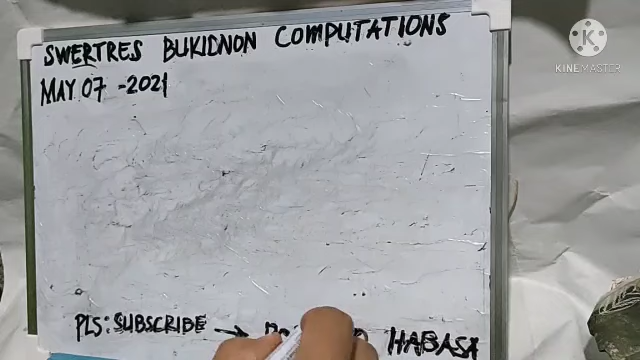 SWERTRES BUKIDNON COMPUTATIONS
MAY 07 -2021
KINEMASTER
PLS: SUBSCRIBE → HABASA